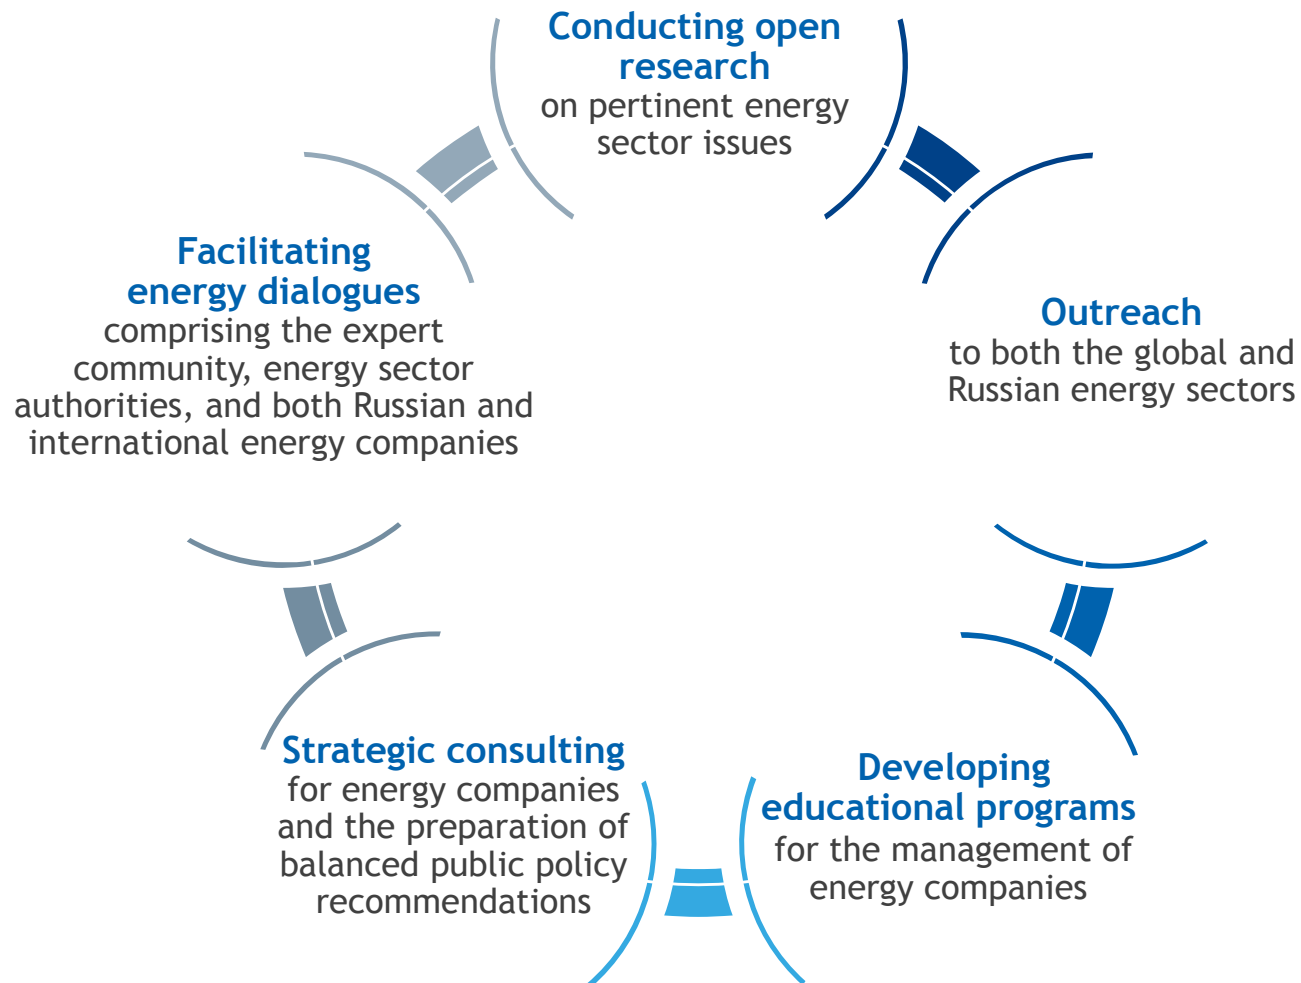 Conducting open
research
on pertinent energy
sector issues
Facilitating
energy dialogues
comprising the expert
community, energy sector
authorities, and both Russian and
international energy companies
Outreach
to both the global and
Russian energy sectors
Strategic consulting
for energy companies
and the preparation of
balanced public policy
recommendations
Developing
educational programs
for the management of
energy companies